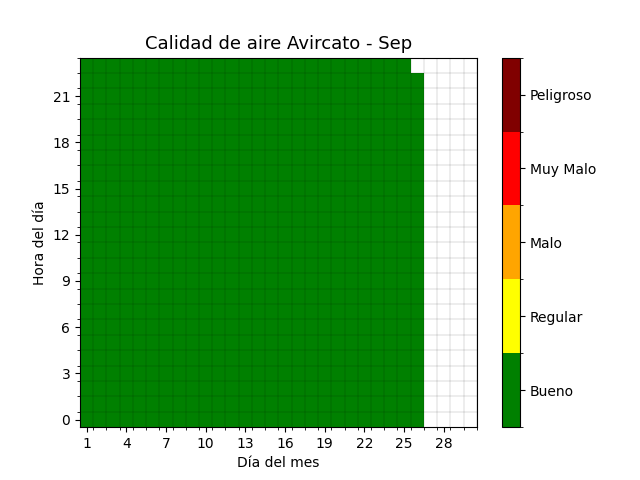 Calidad de aire Avircato - Sep
Hora del día
21
18
15
12
9
6
3
0
1 4 7 10 13 16 19 22 25 28
Día del mes
Peligroso
Muy Malo
Malo
Regular
Bueno